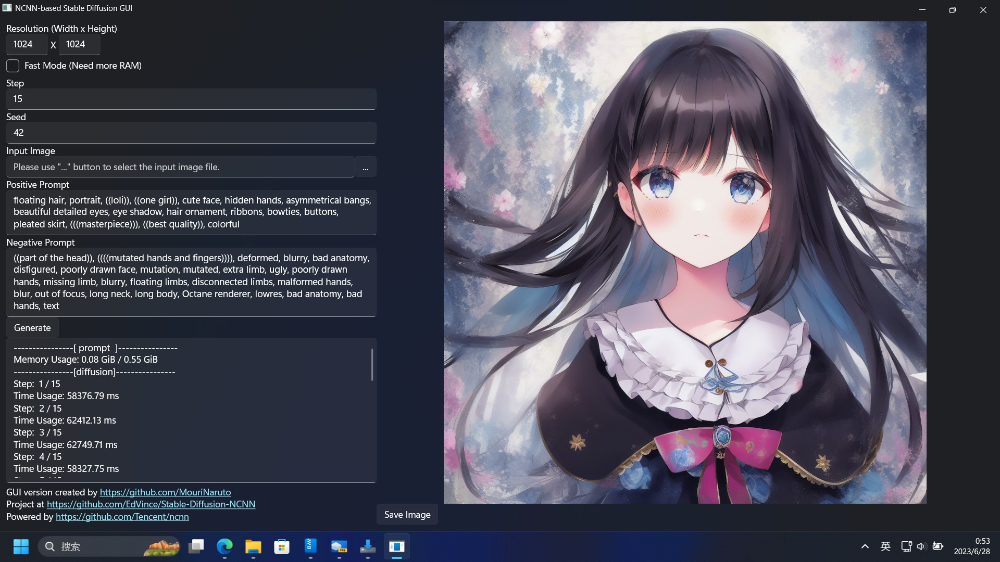 NCNN-based Stable Diffusion GUI
Resolution (Width x Height)
1024 X 1024
Fast Mode (Need more RAM)
Step
15
Seed
42
Input Image
Please use "..." button to select the input image file. ...
Positive Prompt
floating hair, portrait, ((loli)), ((one girl)), cute face, hidden hands, asymmetrical bangs,
beautiful detailed eyes, eye shadow, hair ornament, ribbons, bowties, buttons,
pleated skirt, (((masterpiece))), ((best quality)), colorful
Negative Prompt
((part of the head)), ((((mutated hands and fingers)))), deformed, blurry, bad anatomy,
disfigured, poorly drawn face, mutation, mutated, extra limb, ugly, poorly drawn
hands, missing limb, blurry, floating limbs, disconnected limbs, malformed hands,
blur, out of focus, long neck, long body, Octane renderer, lowres, bad anatomy, bad
hands, text
Generate
----------------[ prompt  ]----------------
Memory Usage: 0.08 GiB / 0.55 GiB
----------------[diffusion]----------------
Step:  1 / 15
Time Usage: 58376.79 ms
Step:  2 / 15
Time Usage: 62412.13 ms
Step:  3 / 15
Time Usage: 62749.71 ms
Step:  4 / 15
Time Usage: 58327.75 ms
GUI version created by https://github.com/MouriNaruto
Project at https://github.com/EdVince/Stable-Diffusion-NCNN
Powered by https://github.com/Tencent/ncnn
Save Image
搜索
PRE
英
0:53
2023/6/28